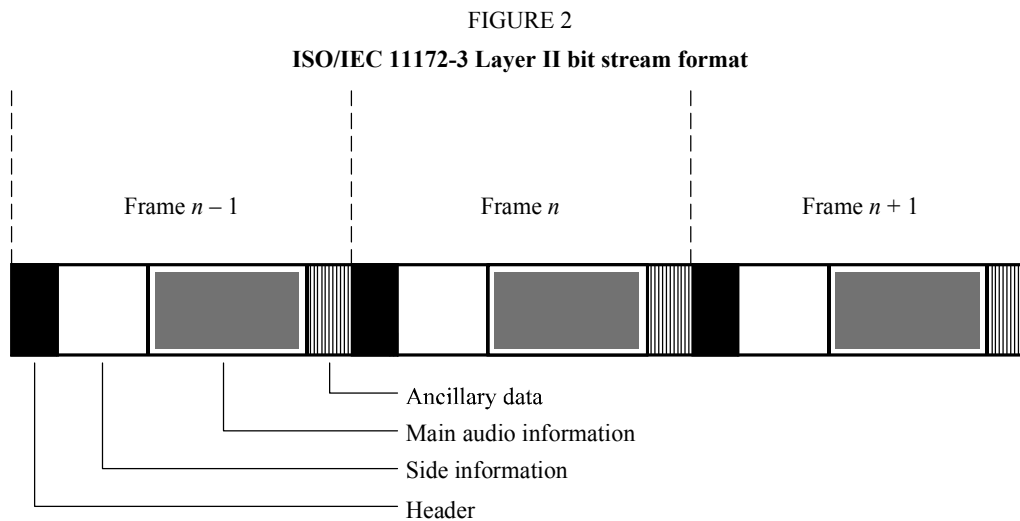 FIGURE 2
ISO/IEC 11172-3 Layer II bit stream format
Frame n – 1
Frame n
Frame n + 1
Ancillary data
Main audio information
Side information
Header